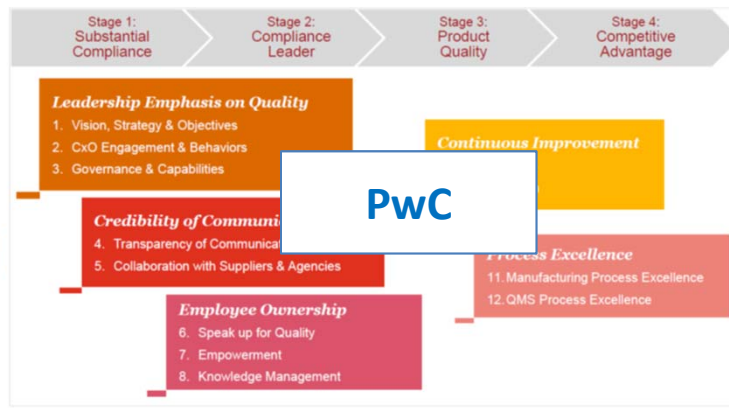 Stage 1:
Substantial
Compliance
Stage 2:
Compliance
Leader
Stage 3:
Product
Quality
Stage 4:
Competitive
Advantage
Leadership Emphasis on Quality
1. Vision, Strategy & Objectives
2. CxO Engagement & Behaviors
3. Governance & Capabilities
Continuous Improvement
PwC
Credibility of
4. Transparency of
5. Collaboration with Suppliers & Agencies
Process Excellence
11. Manufacturing Process Excellence
12. QMS Process Excellence
Employee Ownership
6. Speak up for Quality
7. Empowerment
8. Knowledge Management